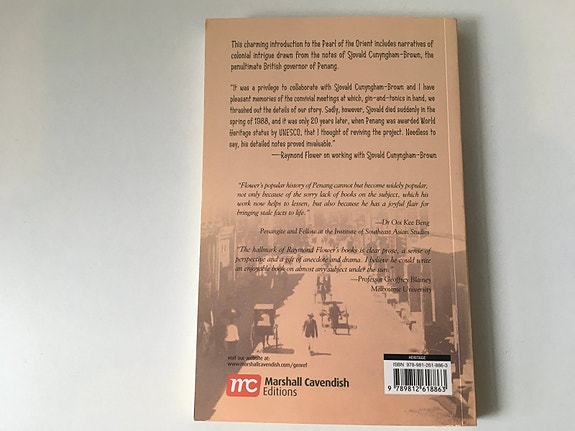 This charming introduction to the Pearl of the Orient includes narratives of
colonial intrigue drawn from the notes of Sjovald Cunyngham-Brown, the
penultimate British governor of Penang.
"It was a privilege to collaborate with Sjovald Cunyngham-Brown and I have
pleasant memories of the convivial meetings at which, gin-and-tonics in hand, we
thrashed out the details of our story. Sadly, however, Sjovald died suddenly in the
spring of 1988, and it was only 20 years later, when Penang was awarded World
Heritage status by UNESCO, that I thought of reviving the project. Needless to
say, his detailed notes proved invaluable."
—Raymond Flower on working with Sjovald Cunyngham-Brown
"Flower's popular history of Penang cannot but become widely popular,
not only because of the sorry lack of books on the subject, which his
work now helps to lessen, but also because he has a joyful flair for
bringing stale facts to life."
—Dr Ooi Kee Beng
Penangite and Fellow at the Institute of Southeast Asian Studies
"The hallmark of Raymond Flower's books is clear prose, a sense of
perspective and a gift of anecdote and drama. I believe he could write
an enjoyable book on almost any subject under the sun."
—Professor Geoffrey Blainey
Melbourne University
visit our website at:
www.marshallcavendish.com/genref
mc Marshall Cavendish
Editions
HERITAGE
ISBN 978-981-261-886-3
9 789812 618863